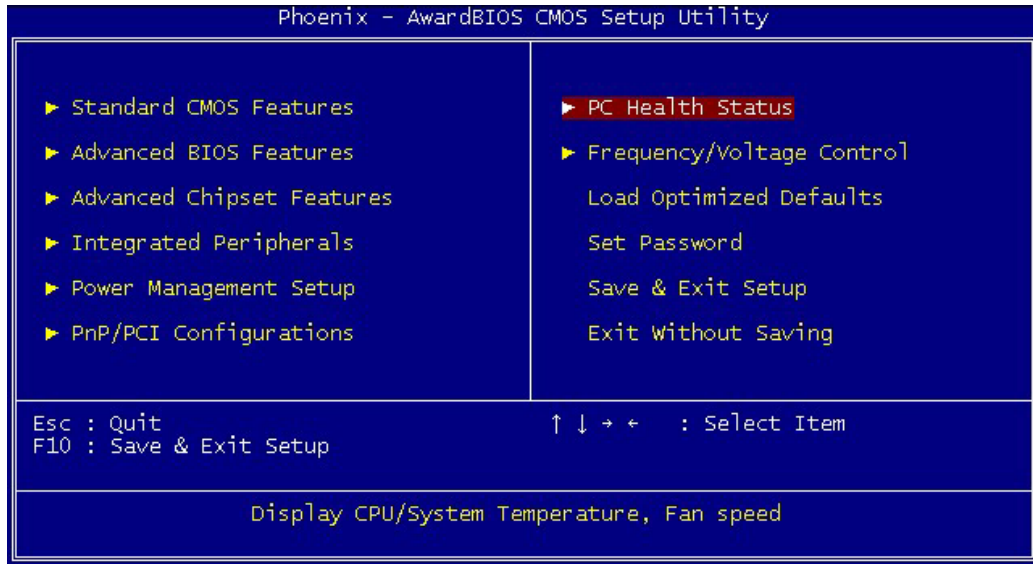 Phoenix - AwardBIOS CMOS Setup Utility
► Standard CMOS Features
► Advanced BIOS Features
► Advanced Chipset Features
► Integrated Peripherals
► Power Management Setup
► PnP/PCI Configurations
► PC Health Status
► Frequency/Voltage Control
Load Optimized Defaults
Set Password
Save & Exit Setup
Exit Without Saving
Esc : Quit
F10 : Save & Exit Setup
↑ ↓ → ← : Select Item
Display CPU/System Temperature, Fan speed